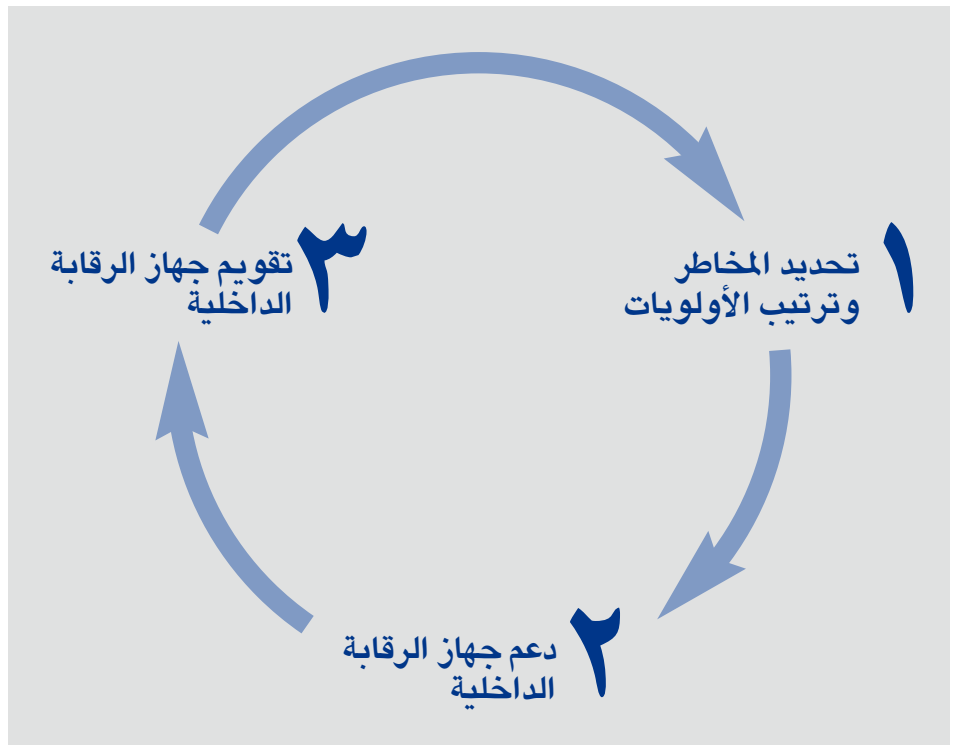 ١ تحديد المخاطر
وترتيب الأولويات
٢ دعم جهاز الرقابة
الداخلية
٣ تقويم جهاز الرقابة
الداخلية